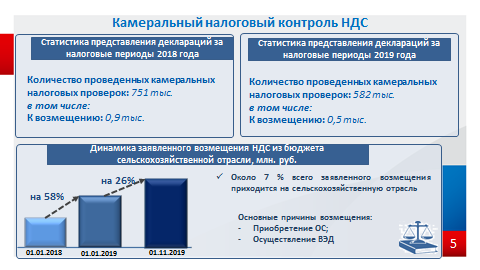 Камеральный налоговый контроль НДС
Статистика представления деклараций за
налоговые периоды 2018 года
Количество проведенных камеральных
налоговых проверок: 751 тыс.
в том числе:
К возмещению: 0,9 тыс.
Статистика представления деклараций за
налоговые периоды 2019 года
Количество проведенных камеральных
налоговых проверок: 582 тыс.
в том числе:
К возмещению: 0,5 тыс.
Динамика заявленного возмещения НДС из бюджета
сельскохозяйственной отрасли, млн. руб.
на 58%
на 26%
01.01.2018
01.01.2019
01.11.2019
✓ Около 7 % всего заявленного возмещения
приходится на сельскохозяйственную отрасль
Основные причины возмещения:
- Приобретение ОС;
- Осуществление ВЭД
5